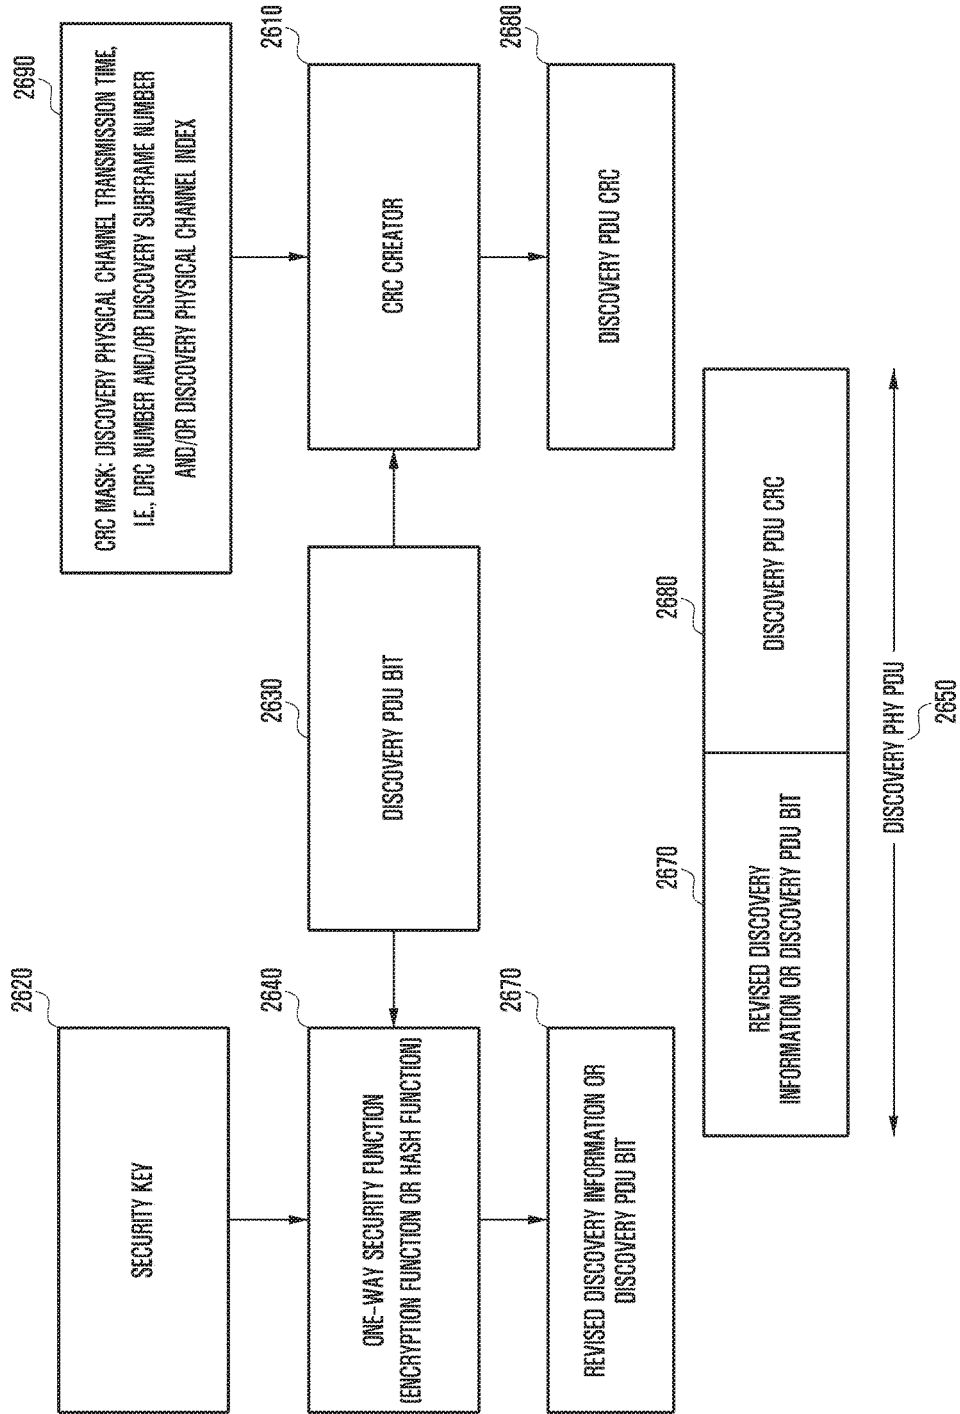 2620
SECURITY KEY
2690
CRC MASK: DISCOVERY PHYSICAL CHANNEL TRANSMISSION TIME,
I.E., DRC NUMBER AND/OR DISCOVERY SUBFRAME NUMBER
AND/OR DISCOVERY PHYSICAL CHANNEL INDEX
2640
ONE-WAY SECURITY FUNCTION
(ENCRYPTION FUNCTION OR HASH FUNCTION)
2630
DISCOVERY PDU BIT
2610
CRC CREATOR
2670
REVISED DISCOVERY INFORMATION OR
DISCOVERY PDU BIT
2680
DISCOVERY PDU CRC
2670
REVISED DISCOVERY
INFORMATION OR DISCOVERY PDU BIT
2680
DISCOVERY PDU CRC
DISCOVERY PHY PDU
2650